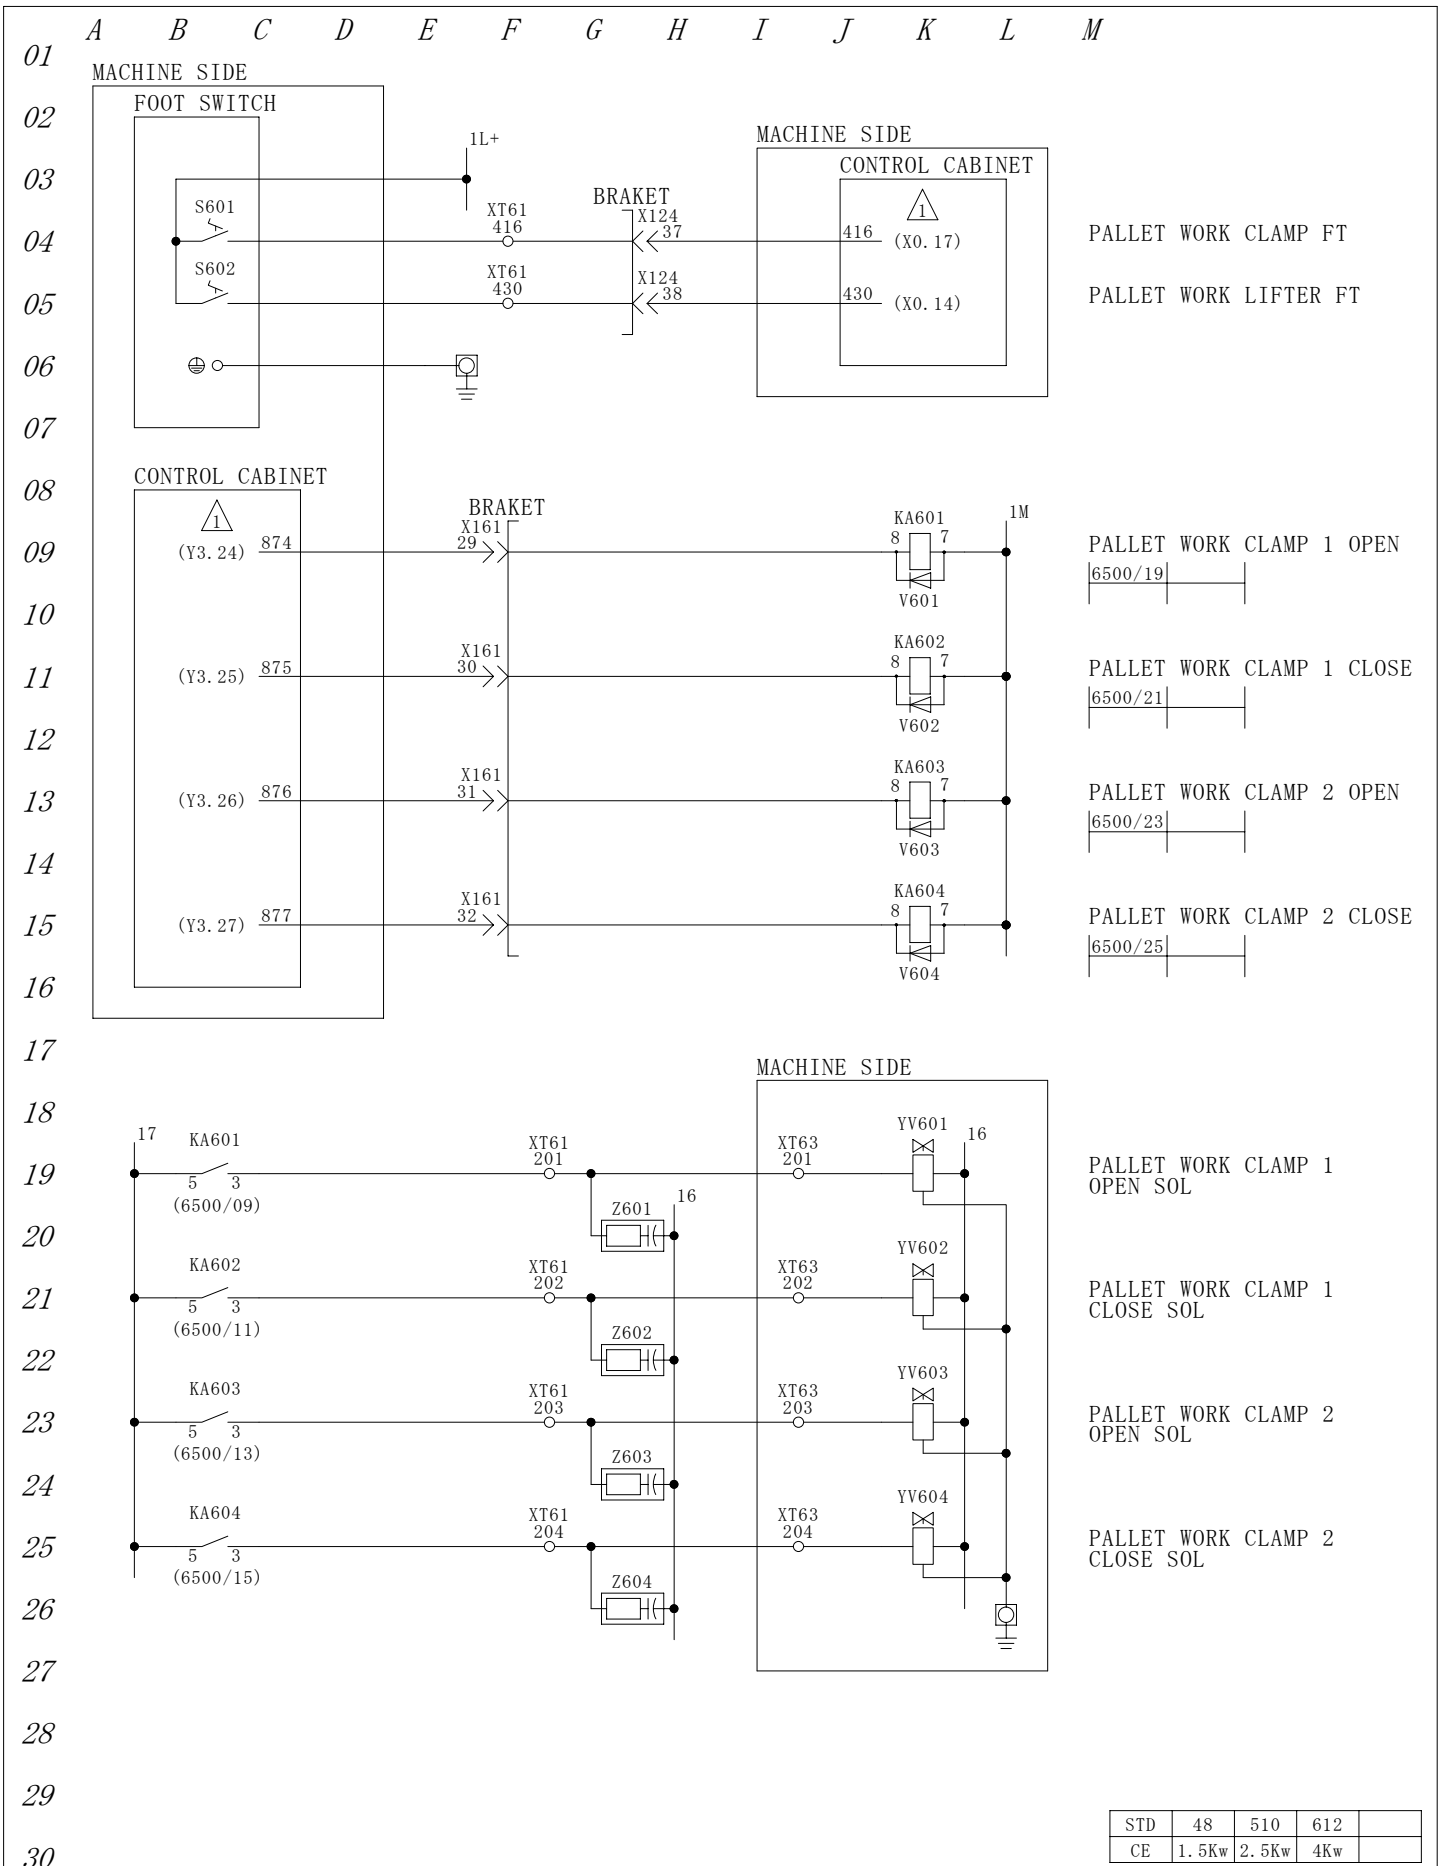 A B C D E F G H I J K L M
01
MACHINE SIDE
FOOT SWITCH
02
1L+
MACHINE SIDE
03
CONTROL CABINET
BRAKET
S601
XT61
X124
1
04
416
37
416
(X0.17)
PALLET WORK CLAMP FT
S602
XT61
X124
05
430
38
430
(X0.14)
PALLET WORK LIFTER FT
06
07
CONTROL CABINET
08
BRAKET
1
X161
KA601
1M
09
(Y3.24)
874
29
8 7
PALLET WORK CLAMP 1 OPEN
6500/19
V601
10
X161
KA602
11
(Y3.25)
875
30
8 7
PALLET WORK CLAMP 1 CLOSE
6500/21
V602
12
X161
KA603
13
(Y3.26)
876
31
8 7
PALLET WORK CLAMP 2 OPEN
6500/23
V603
14
X161
KA604
15
(Y3.27)
877
32
8 7
PALLET WORK CLAMP 2 CLOSE
6500/25
V604
16
17
MACHINE SIDE
18
17
KA601
XT61
XT63
YV601
16
19
201
201
PALLET WORK CLAMP 1
OPEN SOL
5 3
(6500/09)
Z601
16
20
KA602
XT61
XT63
YV602
21
202
202
PALLET WORK CLAMP 1
CLOSE SOL
5 3
(6500/11)
Z602
22
KA603
XT61
XT63
YV603
23
203
203
PALLET WORK CLAMP 2
OPEN SOL
5 3
(6500/13)
Z603
24
KA604
XT61
XT63
YV604
25
204
204
PALLET WORK CLAMP 2
CLOSE SOL
5 3
(6500/15)
Z604
26
27
28
29
STD 48 510 612
30
CE 1.5Kw 2.5Kw 4Kw